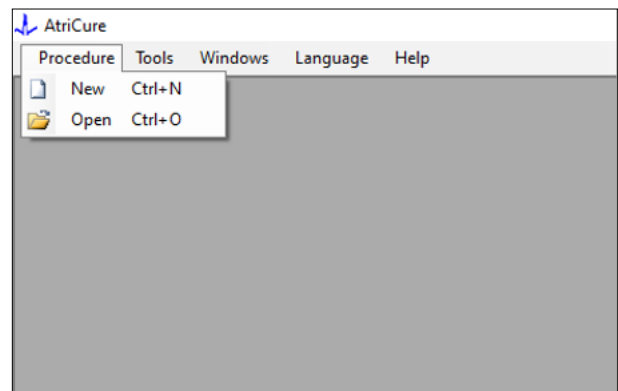 AtriCure
Procedure Tools Windows Language Help
New Ctrl+N
Open Ctrl+O